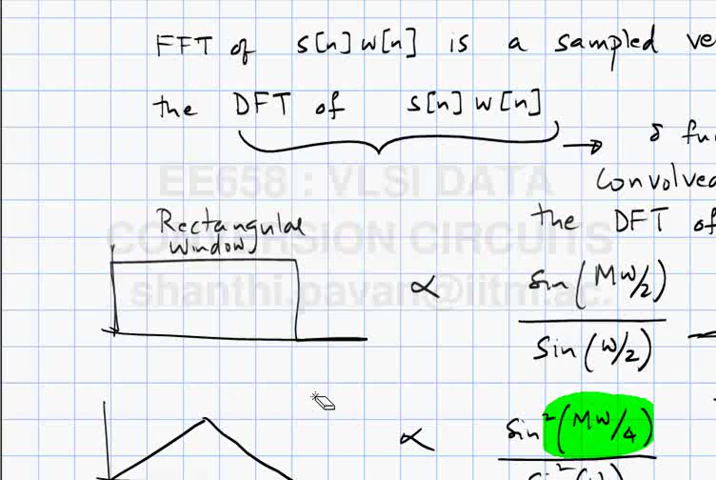 FFT of s[n] w[n] is a sampled ve
the DFT of s[n] w[n]
→ δ fun
Convolved
the DFT of
EE658 : VLSI DATA
CONVERSION CIRCUITS
shanthi.pavan@iitm.ac.
Rectangular
Window
∝ sin(Mω/2)
Sin(ω/2)
∝ sin²(Mω/4)